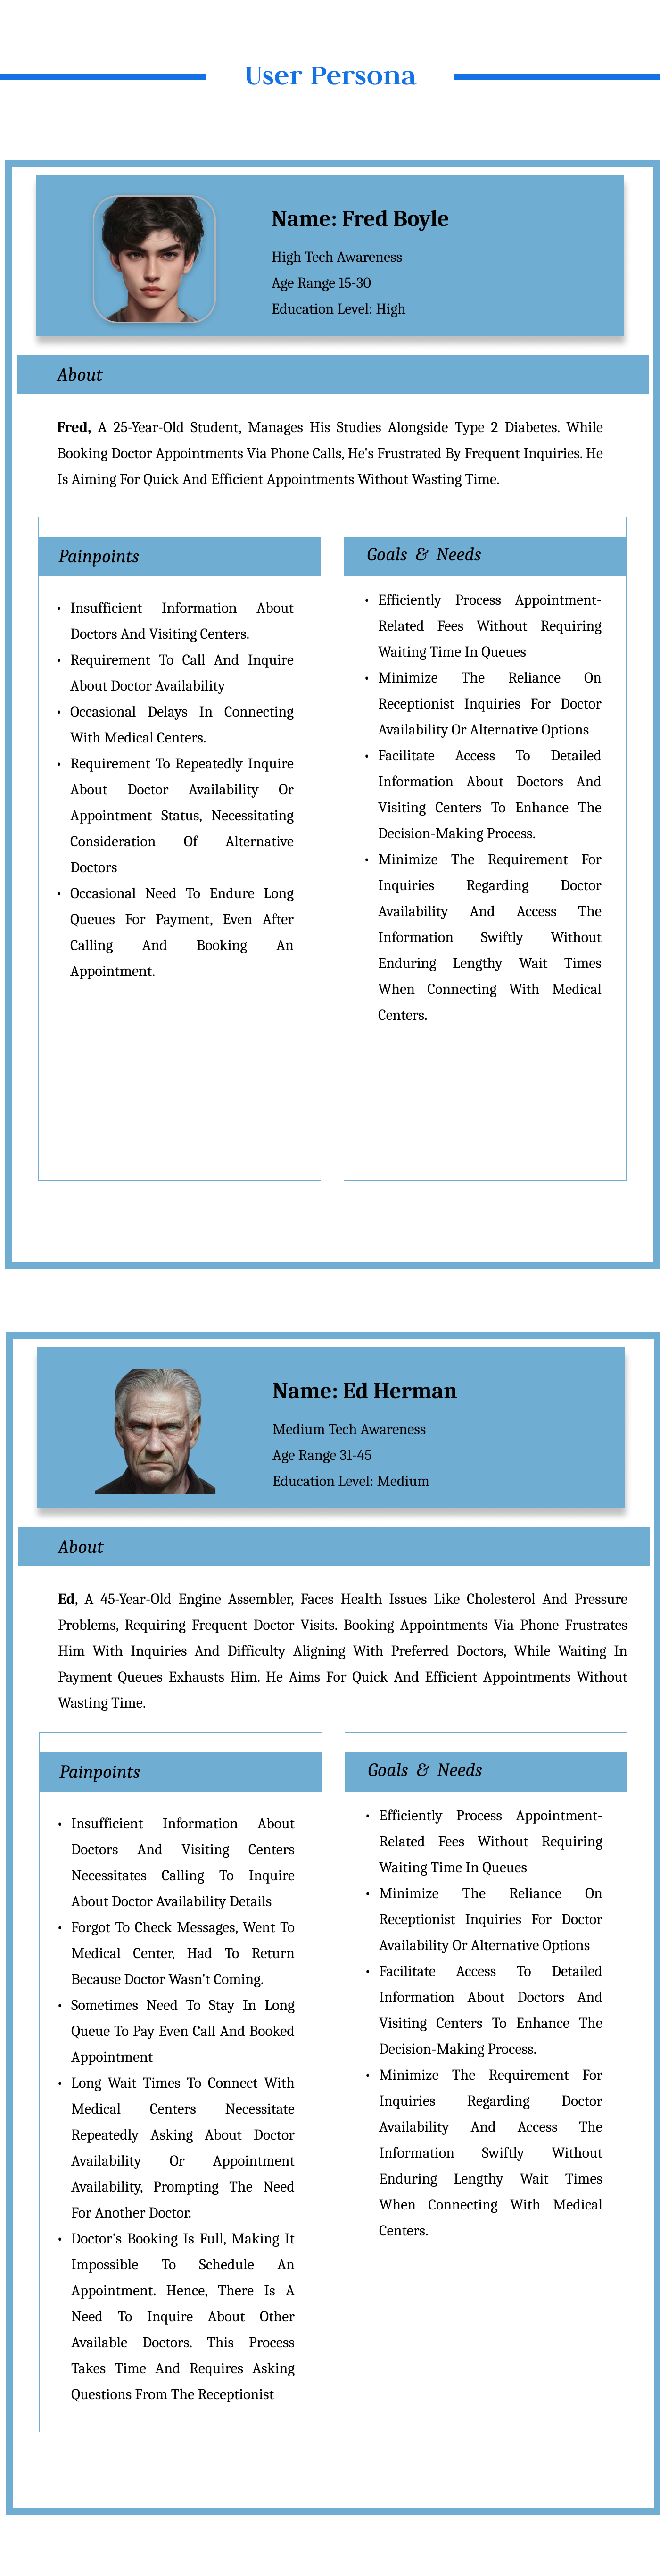 User Persona
Name: Fred Boyle
High Tech Awareness
Age Range 15-30
Education Level: High
About
Fred, A 25-Year-Old Student, Manages His Studies Alongside Type 2 Diabetes. While
Booking Doctor Appointments Via Phone Calls, He's Frustrated By Frequent Inquiries. He
Is Aiming For Quick And Efficient Appointments Without Wasting Time.
Painpoints
• Insufficient Information About
Doctors And Visiting Centers.
• Requirement To Call And Inquire
About Doctor Availability
• Occasional Delays In Connecting
With Medical Centers.
• Requirement To Repeatedly Inquire
About Doctor Availability Or
Appointment Status, Necessitating
Consideration Of Alternative
Doctors
• Occasional Need To Endure Long
Queues For Payment, Even After
Calling And Booking An
Appointment.
Goals & Needs
• Efficiently Process Appointment-
Related Fees Without Requiring
Waiting Time In Queues
• Minimize The Reliance On
Receptionist Inquiries For Doctor
Availability Or Alternative Options
• Facilitate Access To Detailed
Information About Doctors And
Visiting Centers To Enhance The
Decision-Making Process.
• Minimize The Requirement For
Inquiries Regarding Doctor
Availability And Access The
Information Swiftly Without
Enduring Lengthy Wait Times
When Connecting With Medical
Centers.
Name: Ed Herman
Medium Tech Awareness
Age Range 31-45
Education Level: Medium
About
Ed, A 45-Year-Old Engine Assembler, Faces Health Issues Like Cholesterol And Pressure
Problems, Requiring Frequent Doctor Visits. Booking Appointments Via Phone Frustrates
Him With Inquiries And Difficulty Aligning With Preferred Doctors, While Waiting In
Payment Queues Exhausts Him. He Aims For Quick And Efficient Appointments Without
Wasting Time.
Painpoints
• Insufficient Information About
Doctors And Visiting Centers
Necessitates Calling To Inquire
About Doctor Availability Details
• Forgot To Check Messages, Went To
Medical Center, Had To Return
Because Doctor Wasn't Coming.
• Sometimes Need To Stay In Long
Queue To Pay Even Call And Booked
Appointment
• Long Wait Times To Connect With
Medical Centers Necessitate
Repeatedly Asking About Doctor
Availability Or Appointment
Availability, Prompting The Need
For Another Doctor.
• Doctor's Booking Is Full, Making It
Impossible To Schedule An
Appointment. Hence, There Is A
Need To Inquire About Other
Available Doctors. This Process
Takes Time And Requires Asking
Questions From The Receptionist
Goals & Needs
• Efficiently Process Appointment-
Related Fees Without Requiring
Waiting Time In Queues
• Minimize The Reliance On
Receptionist Inquiries For Doctor
Availability Or Alternative Options
• Facilitate Access To Detailed
Information About Doctors And
Visiting Centers To Enhance The
Decision-Making Process.
• Minimize The Requirement For
Inquiries Regarding Doctor
Availability And Access The
Information Swiftly Without
Enduring Lengthy Wait Times
When Connecting With Medical
Centers.